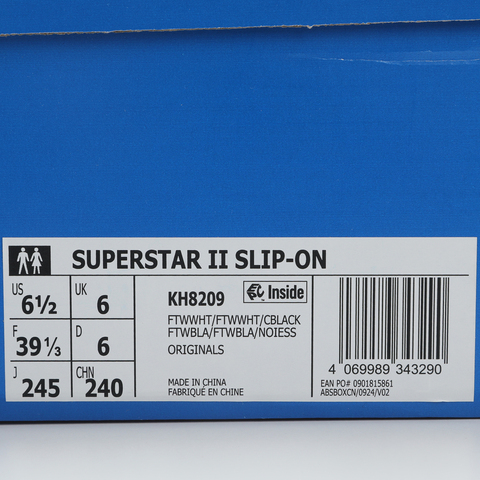 SUPERSTAR II SLIP-ON
US 6½ UK 6
F 39⅓ D 6
J 245 CHN 240
KH8209 Inside
FTWWHT/FTWWHT/CBLACK
FTWBLA/FTWBLA/NOIESS
ORIGINALS
MADE IN CHINA
FABRIQUÉ EN CHINE
4 069989 343290
EAN PO# 0901815861
ABSBOXCN/0924/V02